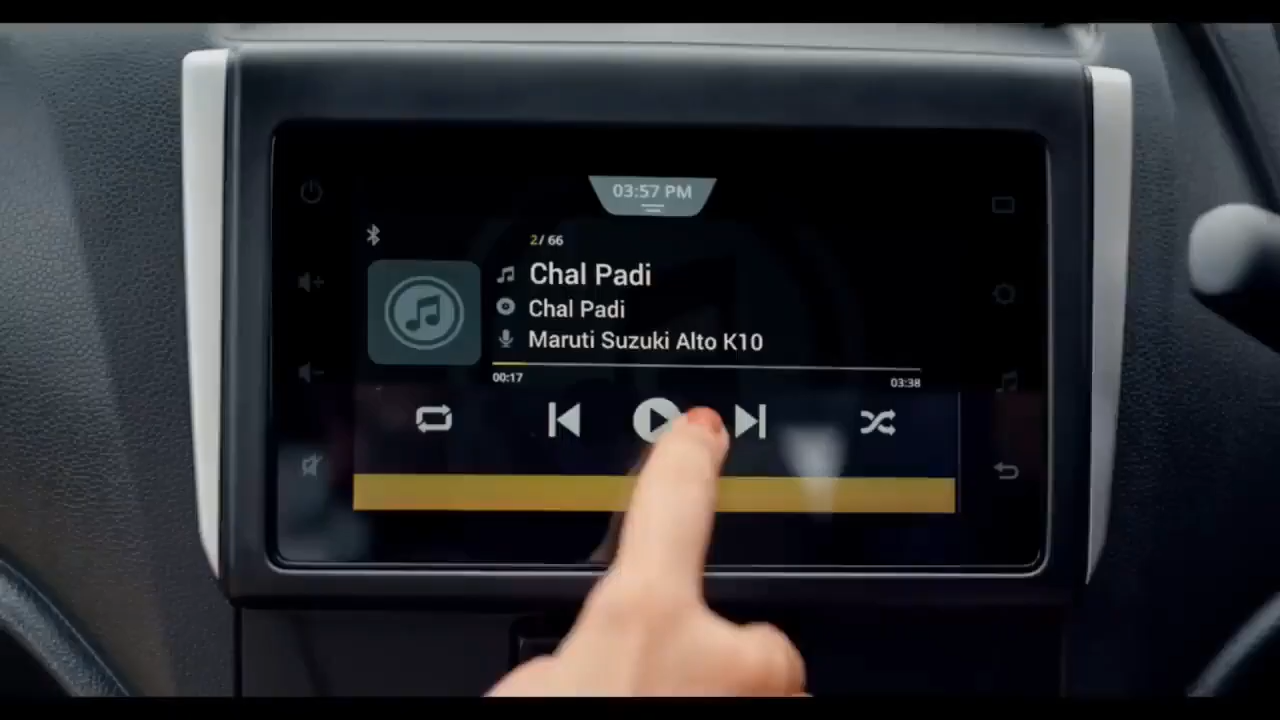 03:57 PM
2/ 66
Chal Padi
Chal Padi
Maruti Suzuki Alto K10
00:17
03:38